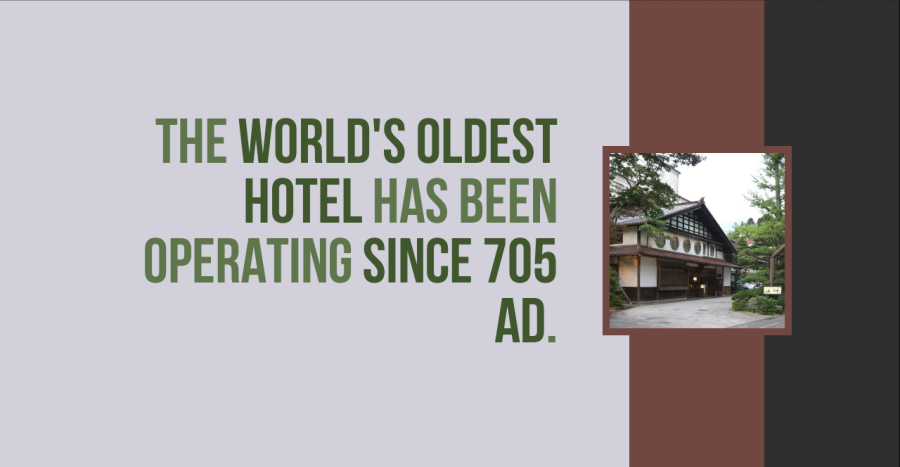 THE WORLD'S OLDEST
HOTEL HAS BEEN
OPERATING SINCE 705
AD.